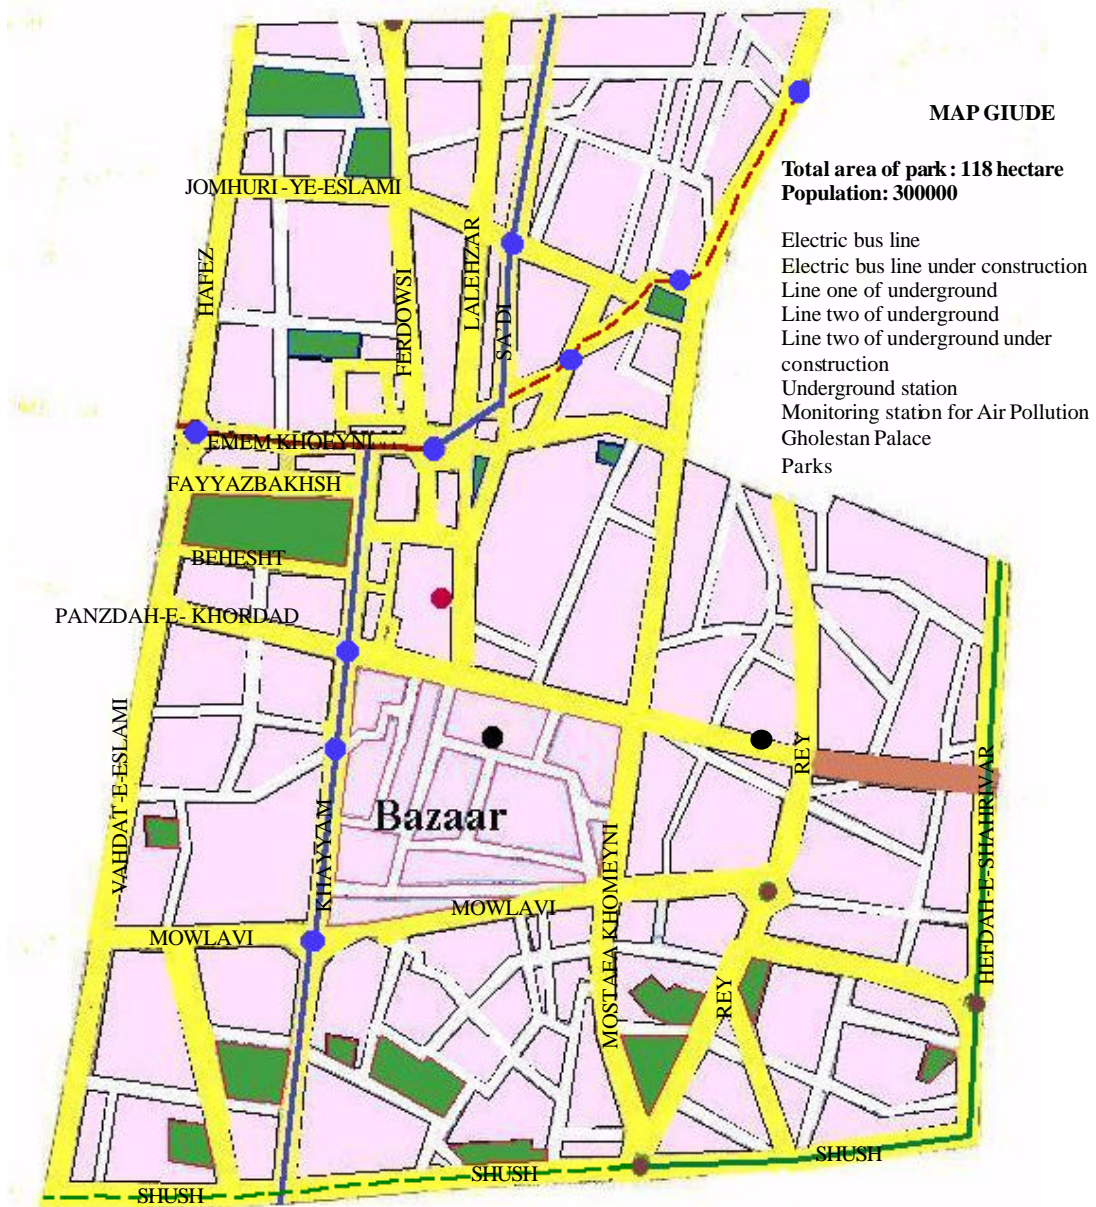 MAP GIUDE
Total area of park : 118 hectare
Population: 300000
Electric bus line
Electric bus line under construction
Line one of underground
Line two of underground
Line two of underground under
construction
Underground station
Monitoring station for Air Pollution
Gholestan Palace
Parks
JOMHURI -YE-ESLAMI
HAFEZ
FERDOWSI
LALEHZAR
SA'DI
EMEM KHOEYNI
FAYYAZBAKHSH
BEHESHT
PANZDAH-E- KHORDAD
VAHDAT-E-ESLAMI
KHAYYAM
Bazaar
MOSTAFA KHOMEYNI
REY
HEFDAH-E-SHAHRIVAR
MOWLAVI
MOWLAVI
REY
SHUSH
SHUSH
SHUSH